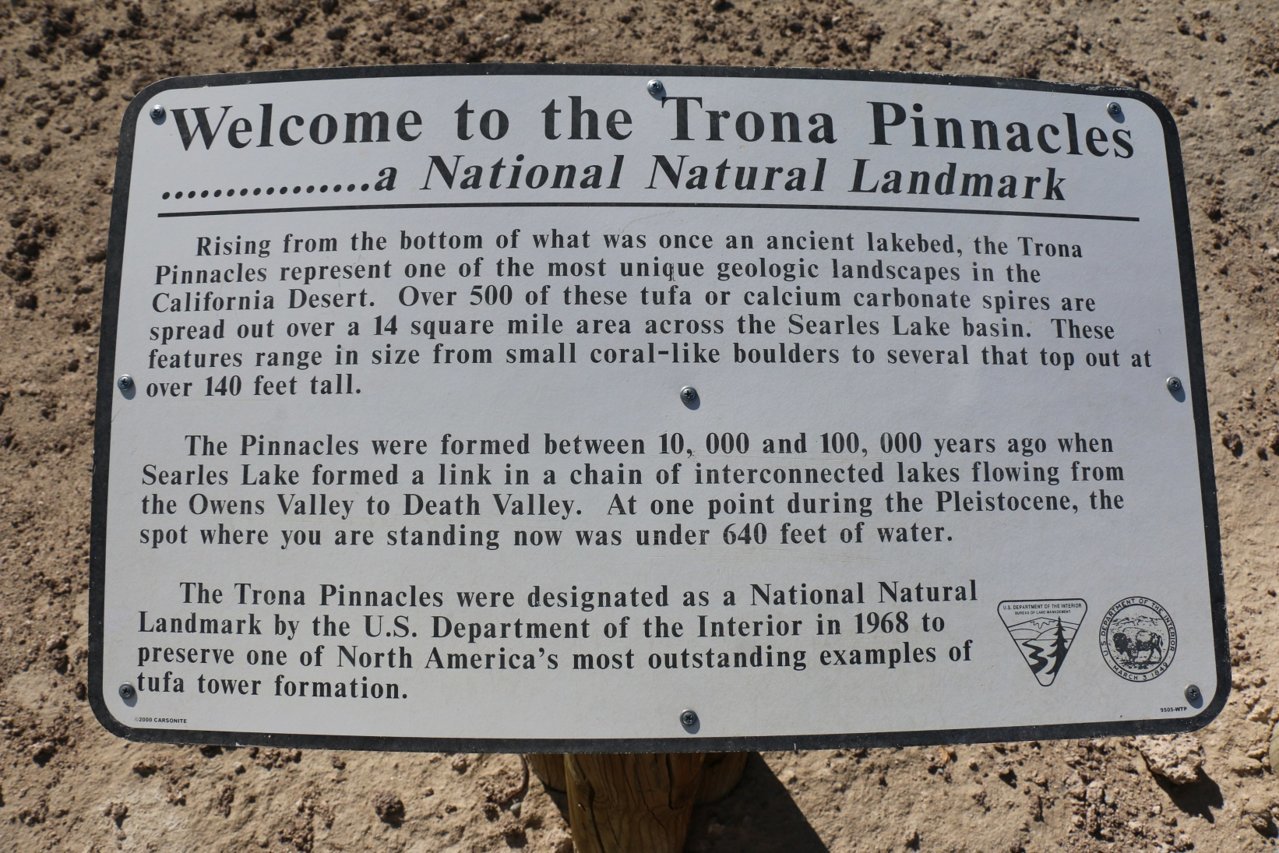 Welcome to the Trona Pinnacles
................a National Natural Landmark
Rising from the bottom of what was once an ancient lakebed, the Trona
Pinnacles represent one of the most unique geologic landscapes in the
California Desert. Over 500 of these tufa or calcium carbonate spires are
spread out over a 14 square mile area across the Searles Lake basin. These
features range in size from small coral-like boulders to several that top out at
over 140 feet tall.
The Pinnacles were formed between 10, 000 and 100, 000 years ago when
Searles Lake formed a link in a chain of interconnected lakes flowing from
the Owens Valley to Death Valley. At one point during the Pleistocene, the
spot where you are standing now was under 640 feet of water.
The Trona Pinnacles were designated as a National Natural
Landmark by the U.S. Department of the Interior in 1968 to
preserve one of North America's most outstanding examples of
tufa tower formation.
U.S. DEPARTMENT OF THE INTERIOR
BUREAU OF LAND MANAGEMENT
U.S. DEPARTMENT OF THE INTERIOR
MARCH 3 1849
©2000 CARSONITE
9505-WTP